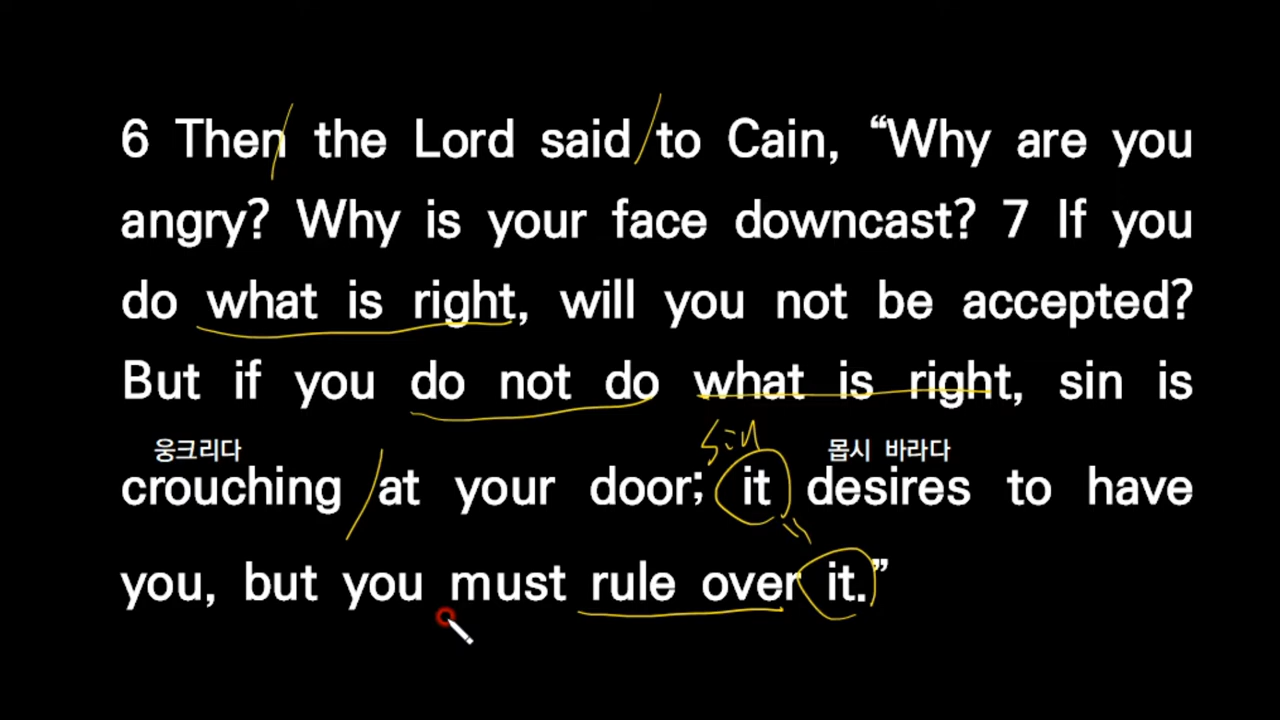 6 Then the Lord said to Cain, “Why are you
angry? Why is your face downcast? 7 If you
do what is right, will you not be accepted?
But if you do not do what is right, sin is
sin
웅크리다 몹시 바라다
crouching at your door; it desires to have
you, but you must rule over it.”